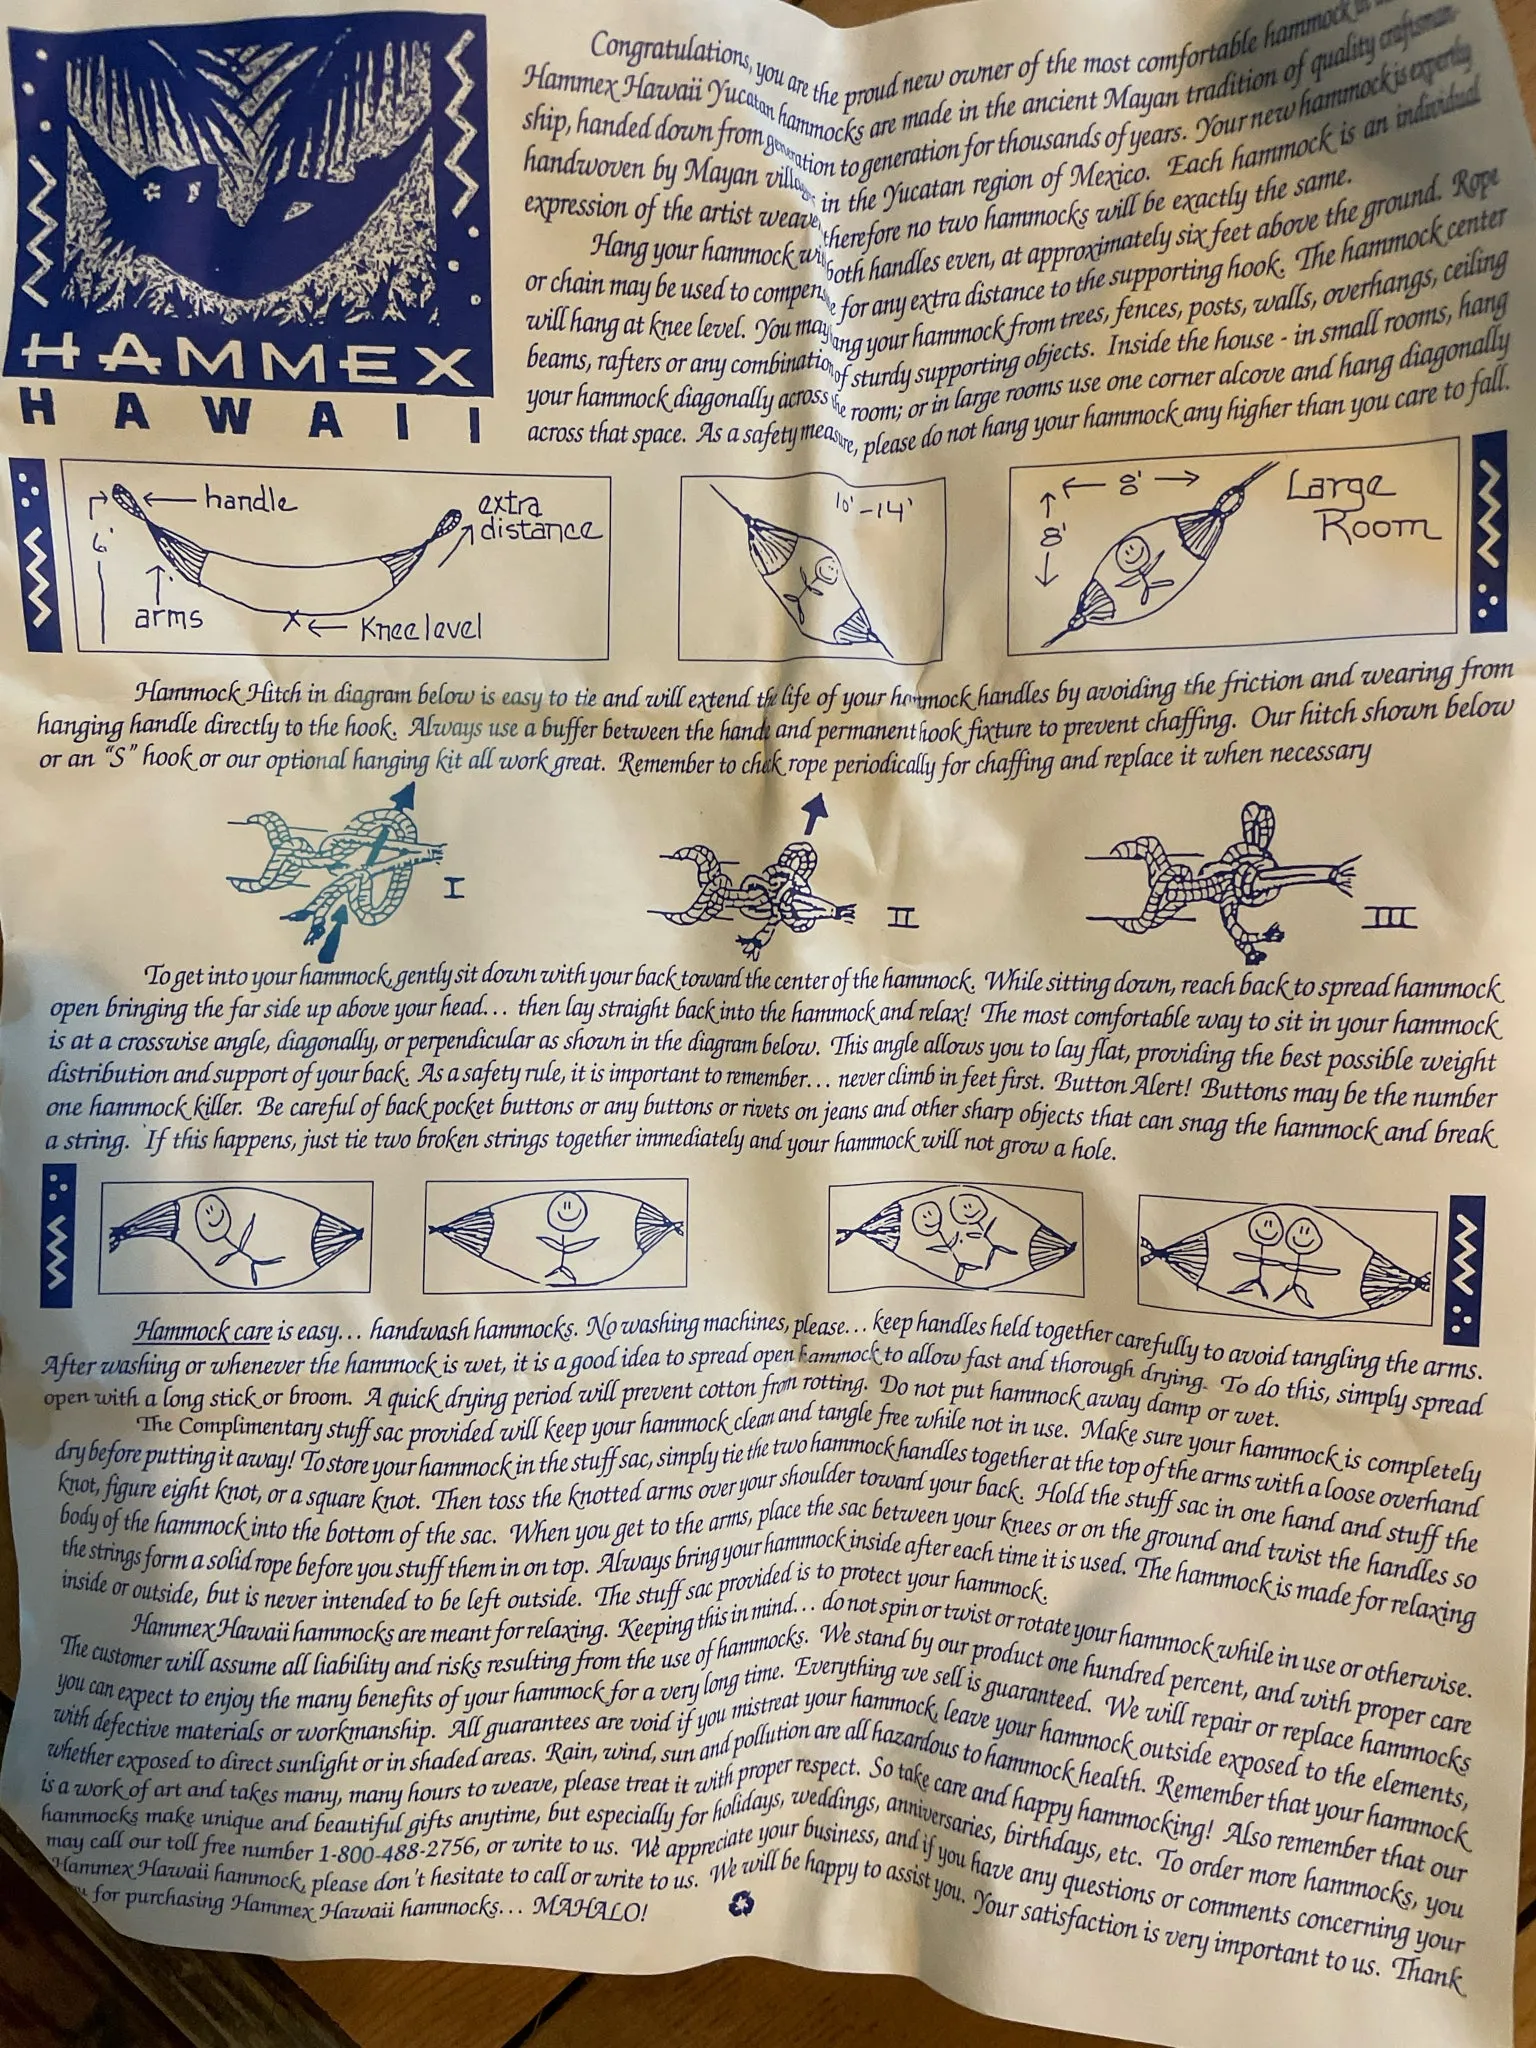 HAMMEX
HAWAII
Congratulations, you are the proud new owner of the most comfortable hammock in
Hammex Hawaii Yucatan hammocks are made in the ancient Mayan tradition of quality craftsman-
ship, handed down from generation to generation for thousands of years. Your new hammock is expertly
handwoven by Mayan villages in the Yucatan region of Mexico. Each hammock is an individual
expression of the artist weaver, therefore no two hammocks will be exactly the same.
Hang your hammock with both handles even, at approximately six feet above the ground. Rope
or chain may be used to compensate for any extra distance to the supporting hook. The hammock center
will hang at knee level. You may hang your hammock from trees, fences, posts, walls, overhangs, ceiling
beams, rafters or any combination of sturdy supporting objects. Inside the house - in small rooms, hang
your hammock diagonally across the room; or in large rooms use one corner alcove and hang diagonally
across that space. As a safety measure, please do not hang your hammock any higher than you care to fall.
handle
extra
distance
6'
arms
Knee level
10'-14'
8'
8'
Large
Room
Hammock Hitch in diagram below is easy to tie and will extend the life of your hammock handles by avoiding the friction and wearing from
hanging handle directly to the hook. Always use a buffer between the handle and permanent hook fixture to prevent chaffing. Our hitch shown below
or an "S" hook or our optional hanging kit all work great. Remember to check rope periodically for chaffing and replace it when necessary
I
II
III
To get into your hammock, gently sit down with your back toward the center of the hammock. While sitting down, reach back to spread hammock
open bringing the far side up above your head... then lay straight back into the hammock and relax! The most comfortable way to sit in your hammock
is at a crosswise angle, diagonally, or perpendicular as shown in the diagram below. This angle allows you to lay flat, providing the best possible weight
distribution and support of your back. As a safety rule, it is important to remember... never climb in feet first. Button Alert! Buttons may be the number
one hammock killer. Be careful of back pocket buttons or any buttons or rivets on jeans and other sharp objects that can snag the hammock and break
a string. If this happens, just tie two broken strings together immediately and your hammock will not grow a hole.
Hammock care is easy... handwash hammocks. No washing machines, please... keep handles held together carefully to avoid tangling the arms.
After washing or whenever the hammock is wet, it is a good idea to spread open hammock to allow fast and thorough drying. To do this, simply spread
open with a long stick or broom. A quick drying period will prevent cotton from rotting. Do not put hammock away damp or wet.
The Complimentary stuff sac provided will keep your hammock clean and tangle free while not in use. Make sure your hammock is completely
dry before putting it away! To store your hammock in the stuff sac, simply tie the two hammock handles together at the top of the arms with a loose overhand
knot, figure eight knot, or a square knot. Then toss the knotted arms over your shoulder toward your back. Hold the stuff sac in one hand and stuff the
body of the hammock into the bottom of the sac. When you get to the arms, place the sac between your knees or on the ground and twist the handles so
the strings form a solid rope before you stuff them in on top. Always bring your hammock inside after each time it is used. The hammock is made for relaxing
inside or outside, but is never intended to be left outside. The stuff sac provided is to protect your hammock.
Hammex Hawaii hammocks are meant for relaxing. Keeping this in mind... do not spin or twist or rotate your hammock while in use or otherwise.
The customer will assume all liability and risks resulting from the use of hammocks. We stand by our product one hundred percent, and with proper care
you can expect to enjoy the many benefits of your hammock for a very long time. Everything we sell is guaranteed. We will repair or replace hammocks
with defective materials or workmanship. All guarantees are void if you mistreat your hammock, leave your hammock outside exposed to the elements,
whether exposed to direct sunlight or in shaded areas. Rain, wind, sun and pollution are all hazardous to hammock health. Remember that your hammock
is a work of art and takes many, many hours to weave, please treat it with proper respect. So take care and happy hammocking! Also remember that our
hammocks make unique and beautiful gifts anytime, but especially for holidays, weddings, anniversaries, birthdays, etc. To order more hammocks, you
may call our toll free number 1-800-488-2756, or write to us. We appreciate your business, and if you have any questions or comments concerning your
Hammex Hawaii hammock, please don't hesitate to call or write to us. We will be happy to assist you. Your satisfaction is very important to us. Thank
for purchasing Hammex Hawaii hammocks... MAHALO!